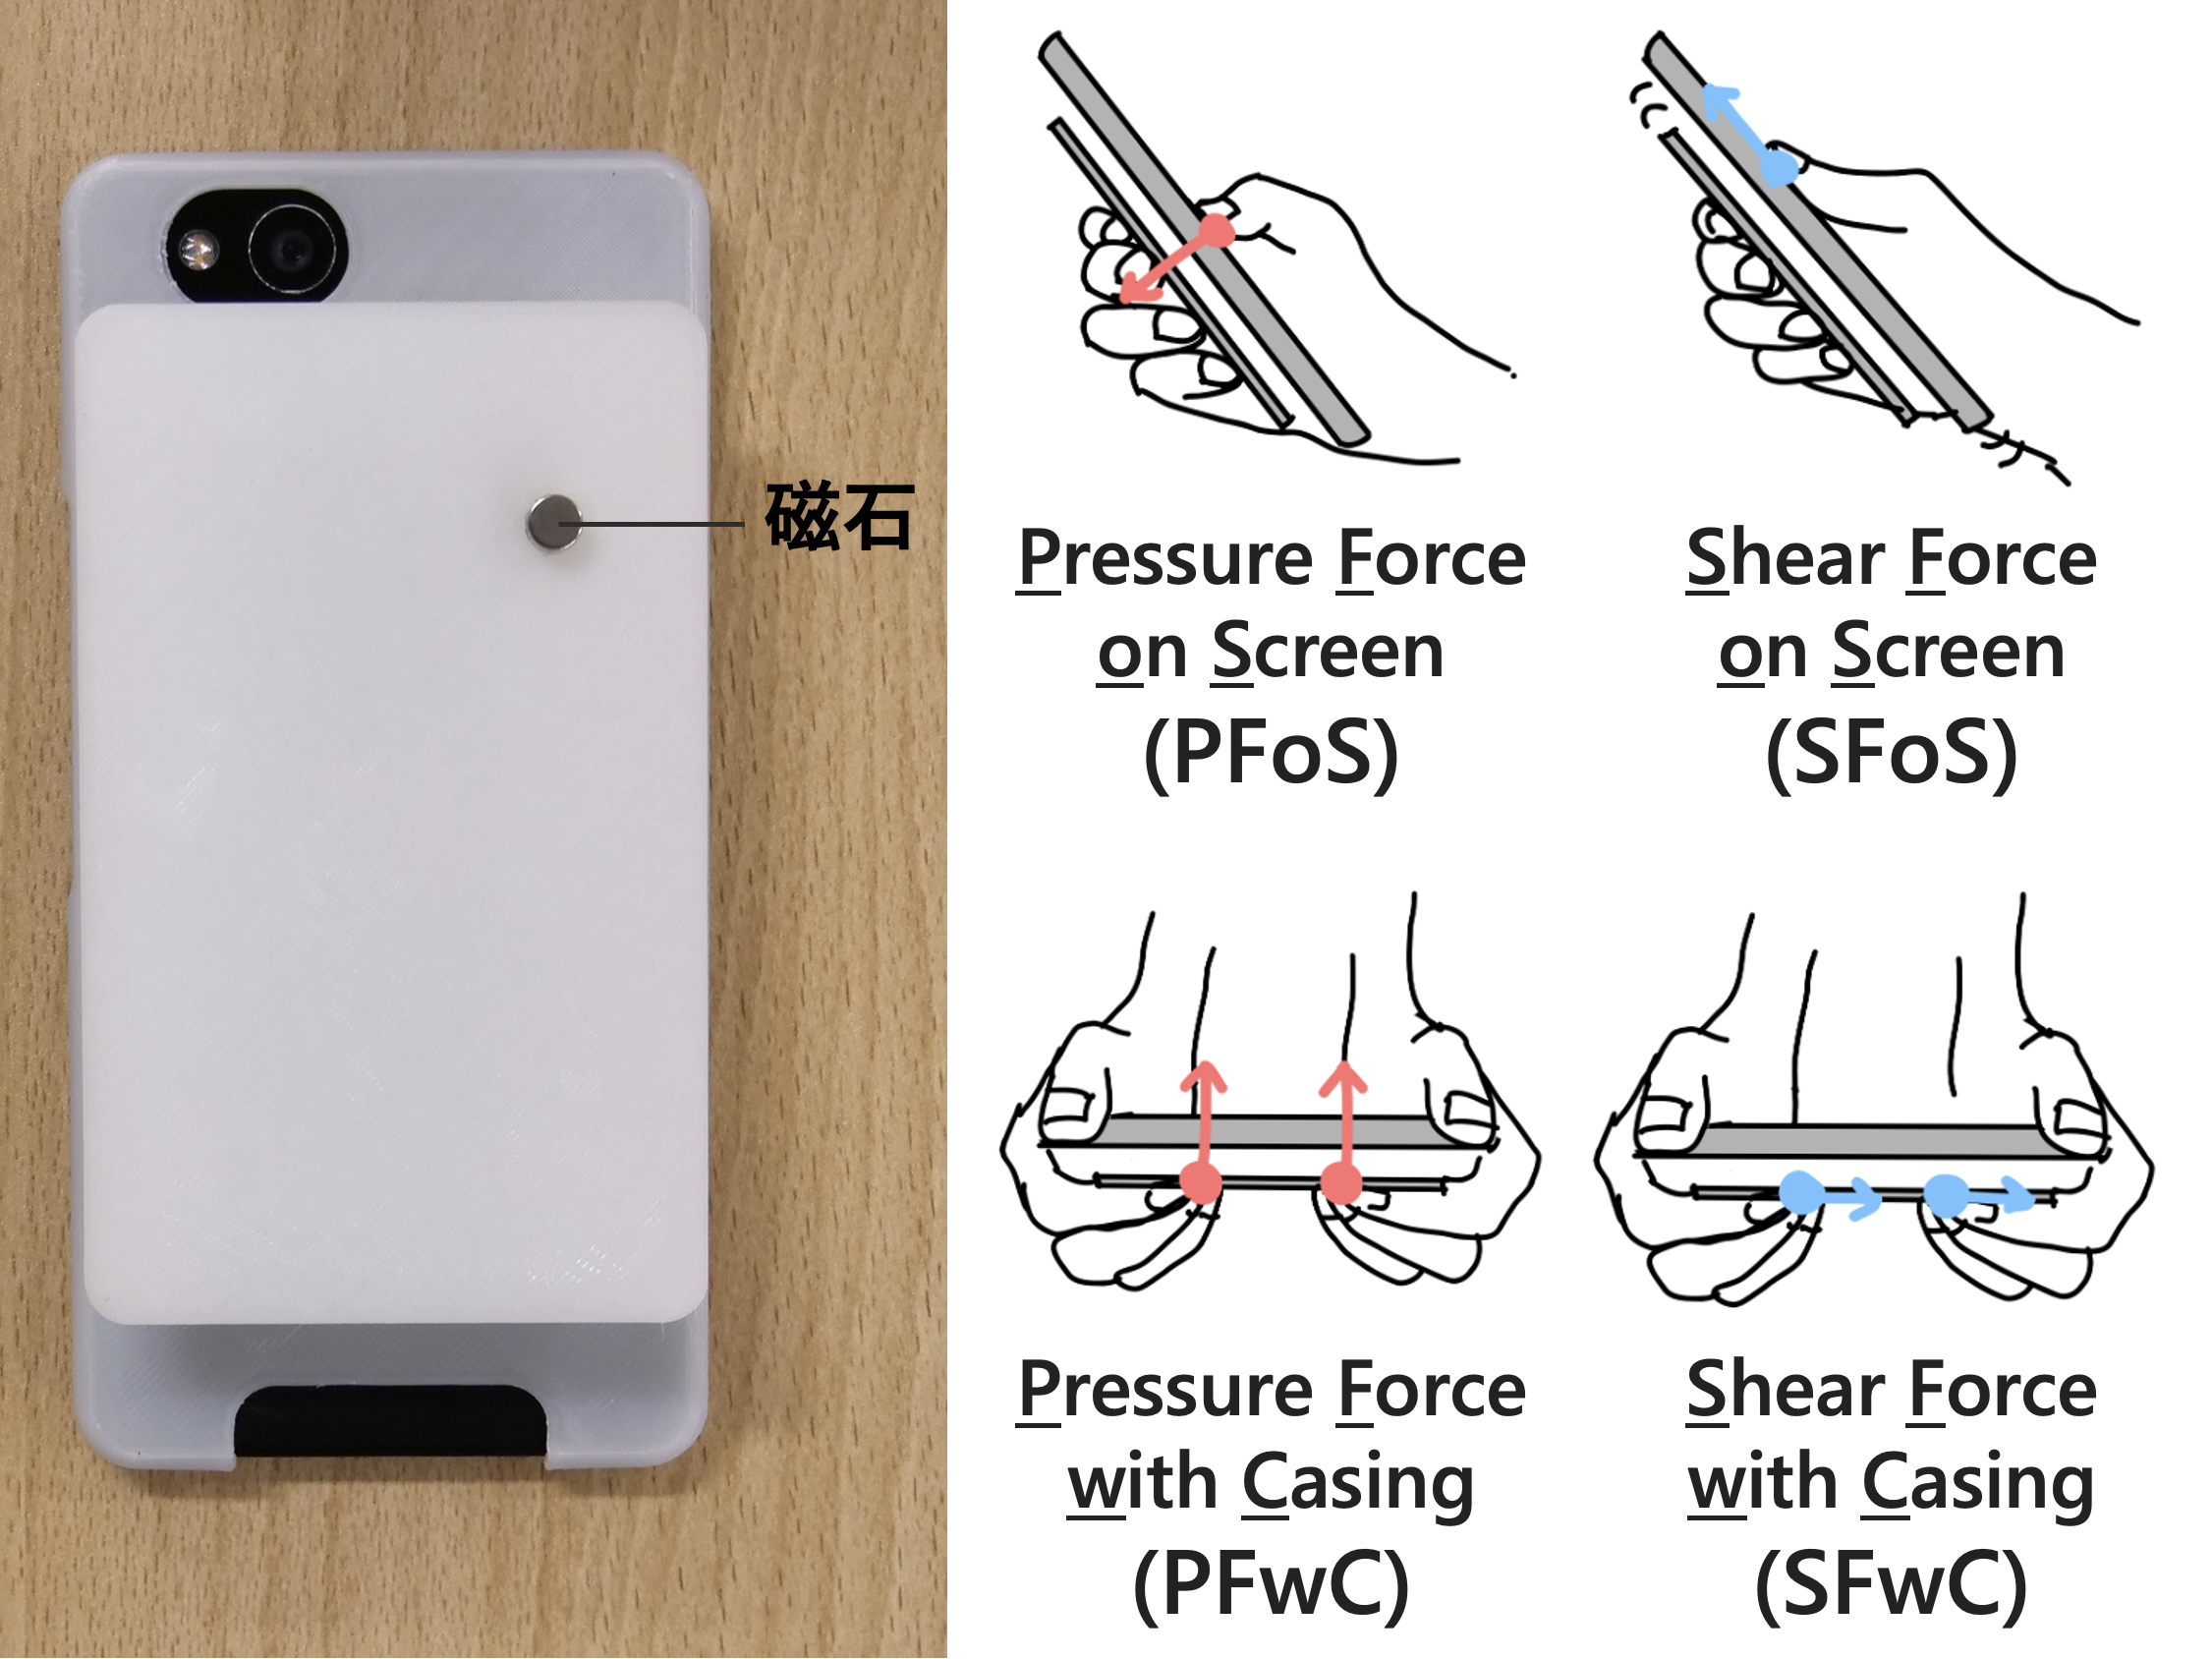 磁石
Pressure Force
on Screen
(PFoS)
Shear Force
on Screen
(SFoS)
Pressure Force
with Casing
(PFwC)
Shear Force
with Casing
(SFwC)